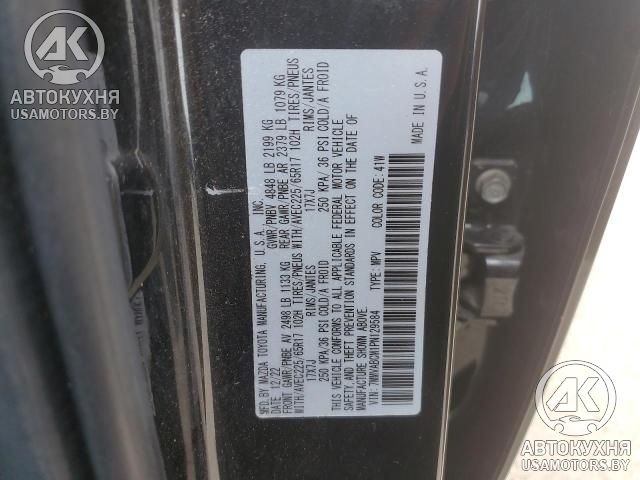 АК
АВТОКУХНЯ
USAMOTORS.BY
MFD.BY MAZDA TOYOTA MANUFACTURING, U.S.A., INC.
DATE 12/22 GVWR/PNBV 4848 LB 2199 KG
FRONT GAWR/PNBE AV 2498 LB 1133 KG REAR GAWR/PNBE AR 2379 LB 1079 KG
WITH/AVEC225/65R17 102H TIRES/PNEUS WITH/AVEC225/65R17 102H TIRES/PNEUS
17X7J RIMS/JANTES 17X7J RIMS/JANTES
250 KPA/36 PSI COLD/A FROID 250 KPA/36 PSI COLD/A FROID
THIS VEHICLE CONFORMS TO ALL APPLICABLE FEDERAL MOTOR VEHICLE
SAFETY AND THEFT PREVENTION STANDARDS IN EFFECT ON THE DATE OF
MANUFACTURE SHOWN ABOVE.
VIN: 7MMVABCM1PN129584 TYPE: MPV COLOR CODE: 41W
MADE IN U.S.A.
АК
АВТОКУХНЯ
USAMOTORS.BY